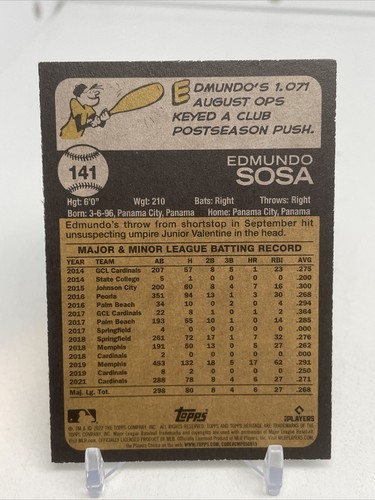 EDMUNDO'S 1.071
AUGUST OPS
KEYED A CLUB
POSTSEASON PUSH.
141
EDMUNDO
SOSA
Hgt: 6'0" Wgt: 210 Bats: Right Throws: Right
Born: 3-6-96, Panama City, Panama Home: Panama City, Panama
Edmundo's throw from shortstop in September hit
unsuspecting umpire Junior Valentine in the head.
MAJOR & MINOR LEAGUE BATTING RECORD
YEAR TEAM AB H 2B 3B HR RBI AVG
2014 GCL Cardinals 207 57 8 5 1 23 .275
2014 State College 5 1 0 0 0 0 .200
2015 Johnson City 200 60 8 4 7 16 .300
2016 Peoria 351 94 13 1 3 30 .268
2016 Palm Beach 34 10 0 0 2 0 4 .294
2017 GCL Cardinals 22 8 1 0 1 2 .364
2017 Palm Beach 193 55 10 1 0 14 .285
2017 Springfield 4 0 0 0 0 0 .000
2018 Springfield 261 72 17 1 7 32 .276
2018 Memphis 191 50 13 0 5 27 .262
2018 Cardinals 2 0 0 0 0 0 .000
2019 Memphis 453 132 18 5 17 62 .291
2019 Cardinals 8 2 0 0 0 0 .250
2021 Cardinals 288 78 8 4 6 27 .271
Maj. Lg. Tot. 298 80 8 4 6 27 .268
MLB
Topps
PLAYERS